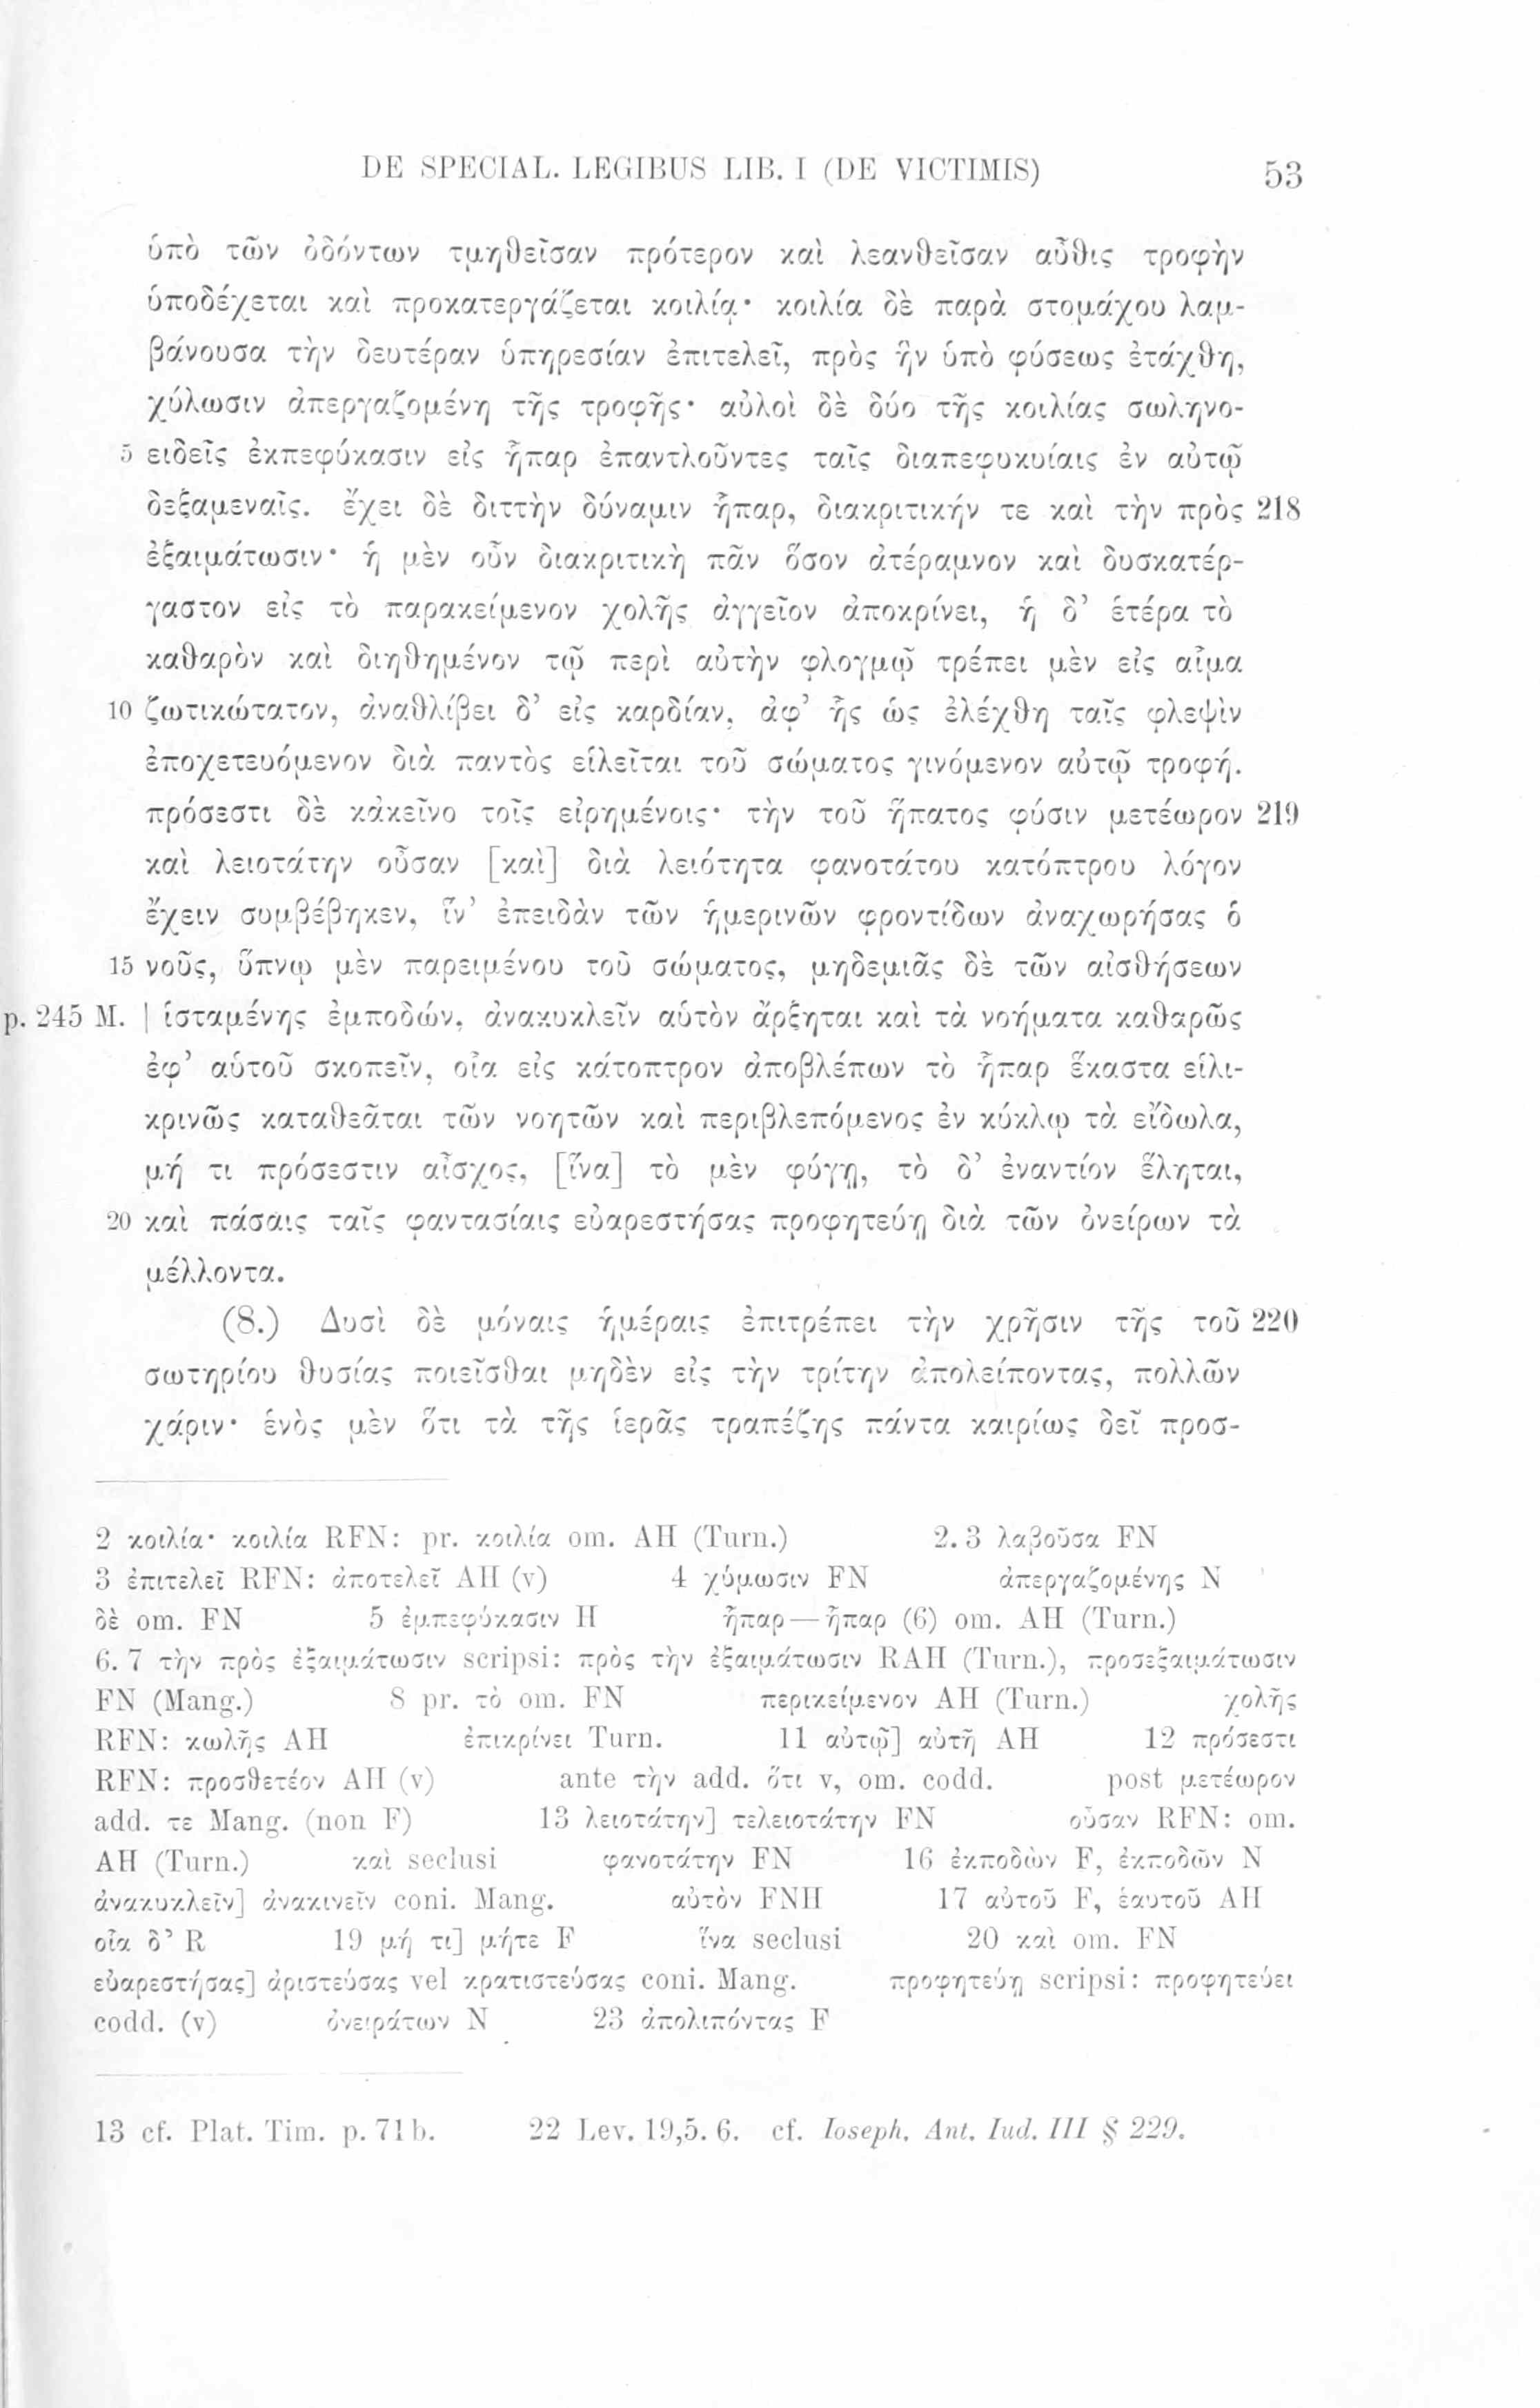 DE SPECIAL. LEGIBUS LIB. I (DE VICTIMIS) 53
ὑπὸ τῶν ὀδόντων τμηθεῖσαν πρότερον καὶ λεανθεῖσαν αὖθις τροφὴν
ὑποδέχεται καὶ προκατεργάζεται κοιλίᾳ· κοιλία δὲ παρὰ στομάχου λαμ-
βάνουσα τὴν δευτέραν ὑπηρεσίαν ἐπιτελεῖ, πρὸς ἣν ὑπὸ φύσεως ἐτάχθη,
χύλωσιν ἀπεργαζομένη τῆς τροφῆς· αὐλοὶ δὲ δύο τῆς κοιλίας σωληνο-
5 ειδεῖς ἐκπεφύκασιν εἰς ἧπαρ ἐπαντλοῦντες ταῖς διαπεφυκυίαις ἐν αὐτῷ
δεξαμεναῖς. ἔχει δὲ διττὴν δύναμιν ἧπαρ, διακριτικήν τε καὶ τὴν πρὸς 218
ἐξαιμάτωσιν· ἡ μὲν οὖν διακριτικὴ πᾶν ὅσον ἀτέραμνον καὶ δυσκατέρ-
γαστον εἰς τὸ παρακείμενον χολῆς ἀγγεῖον ἀποκρίνει, ἡ δ’ ἑτέρα τὸ
καθαρὸν καὶ διηθημένον τῷ περὶ αὐτὴν φλογμῷ τρέπει μὲν εἰς αἷμα
10 ζωτικώτατον, ἀναθλίβει δ’ εἰς καρδίαν, ἀφ’ ἧς ὡς ἐλέχθη ταῖς φλεψὶν
ἐποχετευόμενον διὰ παντὸς εἱλεῖται τοῦ σώματος γινόμενον αὐτῷ τροφή.
πρόσεστι δὲ κἀκεῖνο τοῖς εἰρημένοις· τὴν τοῦ ἥπατος φύσιν μετέωρον 219
καὶ λειοτάτην οὖσαν [καὶ] διὰ λειότητα φανοτάτου κατόπτρου λόγον
ἔχειν συμβέβηκεν, ἵν’ ἐπειδὰν τῶν ἡμερινῶν φροντίδων ἀναχωρήσας ὁ
15 νοῦς, ὕπνῳ μὲν παρειμένου τοῦ σώματος, μηδεμιᾶς δὲ τῶν αἰσθήσεων
p. 245 M. | ἱσταμένης ἐμποδών, ἀνακυκλεῖν αὑτὸν ἄρξηται καὶ τὰ νοήματα καθαρῶς
ἐφ’ αὑτοῦ σκοπεῖν, οἷα εἰς κάτοπτρον ἀποβλέπων τὸ ἧπαρ ἕκαστα εἱλι-
κρινῶς καταθεᾶται τῶν νοητῶν καὶ περιβλεπόμενος ἐν κύκλῳ τὰ εἴδωλα,
μή τι πρόσεστιν αἶσχος, [ἵνα] τὸ μὲν φύγῃ, τὸ δ’ ἐναντίον ἕληται,
20 καὶ πάσαις ταῖς φαντασίαις εὐαρεστήσας προφητεύῃ διὰ τῶν ὀνείρων τὰ
μέλλοντα.
(8.) Δυσὶ δὲ μόναις ἡμέραις ἐπιτρέπει τὴν χρῆσιν τῆς τοῦ 220
σωτηρίου θυσίας ποιεῖσθαι μηδὲν εἰς τὴν τρίτην ἀπολείποντας, πολλῶν
χάριν· ἑνὸς μὲν ὅτι τὰ τῆς ἱερᾶς τραπέζης πάντα καιρίως δεῖ προσ-
2 κοιλία· κοιλία RFN: pr. κοιλία om. AH (Turn.) 2. 3 λαβοῦσα FN
3 ἐπιτελεῖ RFN: ἀποτελεῖ AH (v) 4 χύμωσιν FN ἀπεργαζομένης N
δὲ om. FN 5 ἐμπεφύκασιν H ἧπαρ — ἧπαρ (6) om. AH (Turn.)
6. 7 τὴν πρὸς ἐξαιμάτωσιν scripsi: πρὸς τὴν ἐξαιμάτωσιν RAH (Turn.), προσεξαιμάτωσιν
FN (Mang.) 8 pr. τὸ om. FN περικείμενον AH (Turn.) χολῆς
RFN: κωλῆς AH ἐπικρίνει Turn. 11 αὐτῷ] αὐτῆ AH 12 πρόσεστι
RFN: προσθετέον AH (v) ante τὴν add. ὅτι v, om. codd. post μετέωρον
add. τε Mang. (non F) 13 λειοτάτην] τελειοτάτην FN οὖσαν RFN: om.
AH (Turn.) καὶ seclusi φανοτάτην FN 16 ἐκποδὼν F, ἐκποδῶν N
ἀνακυκλεῖν] ἀνακινεῖν coni. Mang. αὐτὸν FNH 17 αὐτοῦ F, ἑαυτοῦ AH
οἷα δ’ R 19 μή τι] μήτε F ἵνα seclusi 20 καὶ om. FN
εὐαρεστήσας] ἀριστεύσας vel κρατιστεύσας coni. Mang. προφητεύῃ scripsi: προφητεύει
codd. (v) ὀνειράτων N 23 ἀπολιπόντας F
13 cf. Plat. Tim. p. 71 b. 22 Lev. 19,5. 6. cf. Ioseph. Ant. Iud. III § 229.